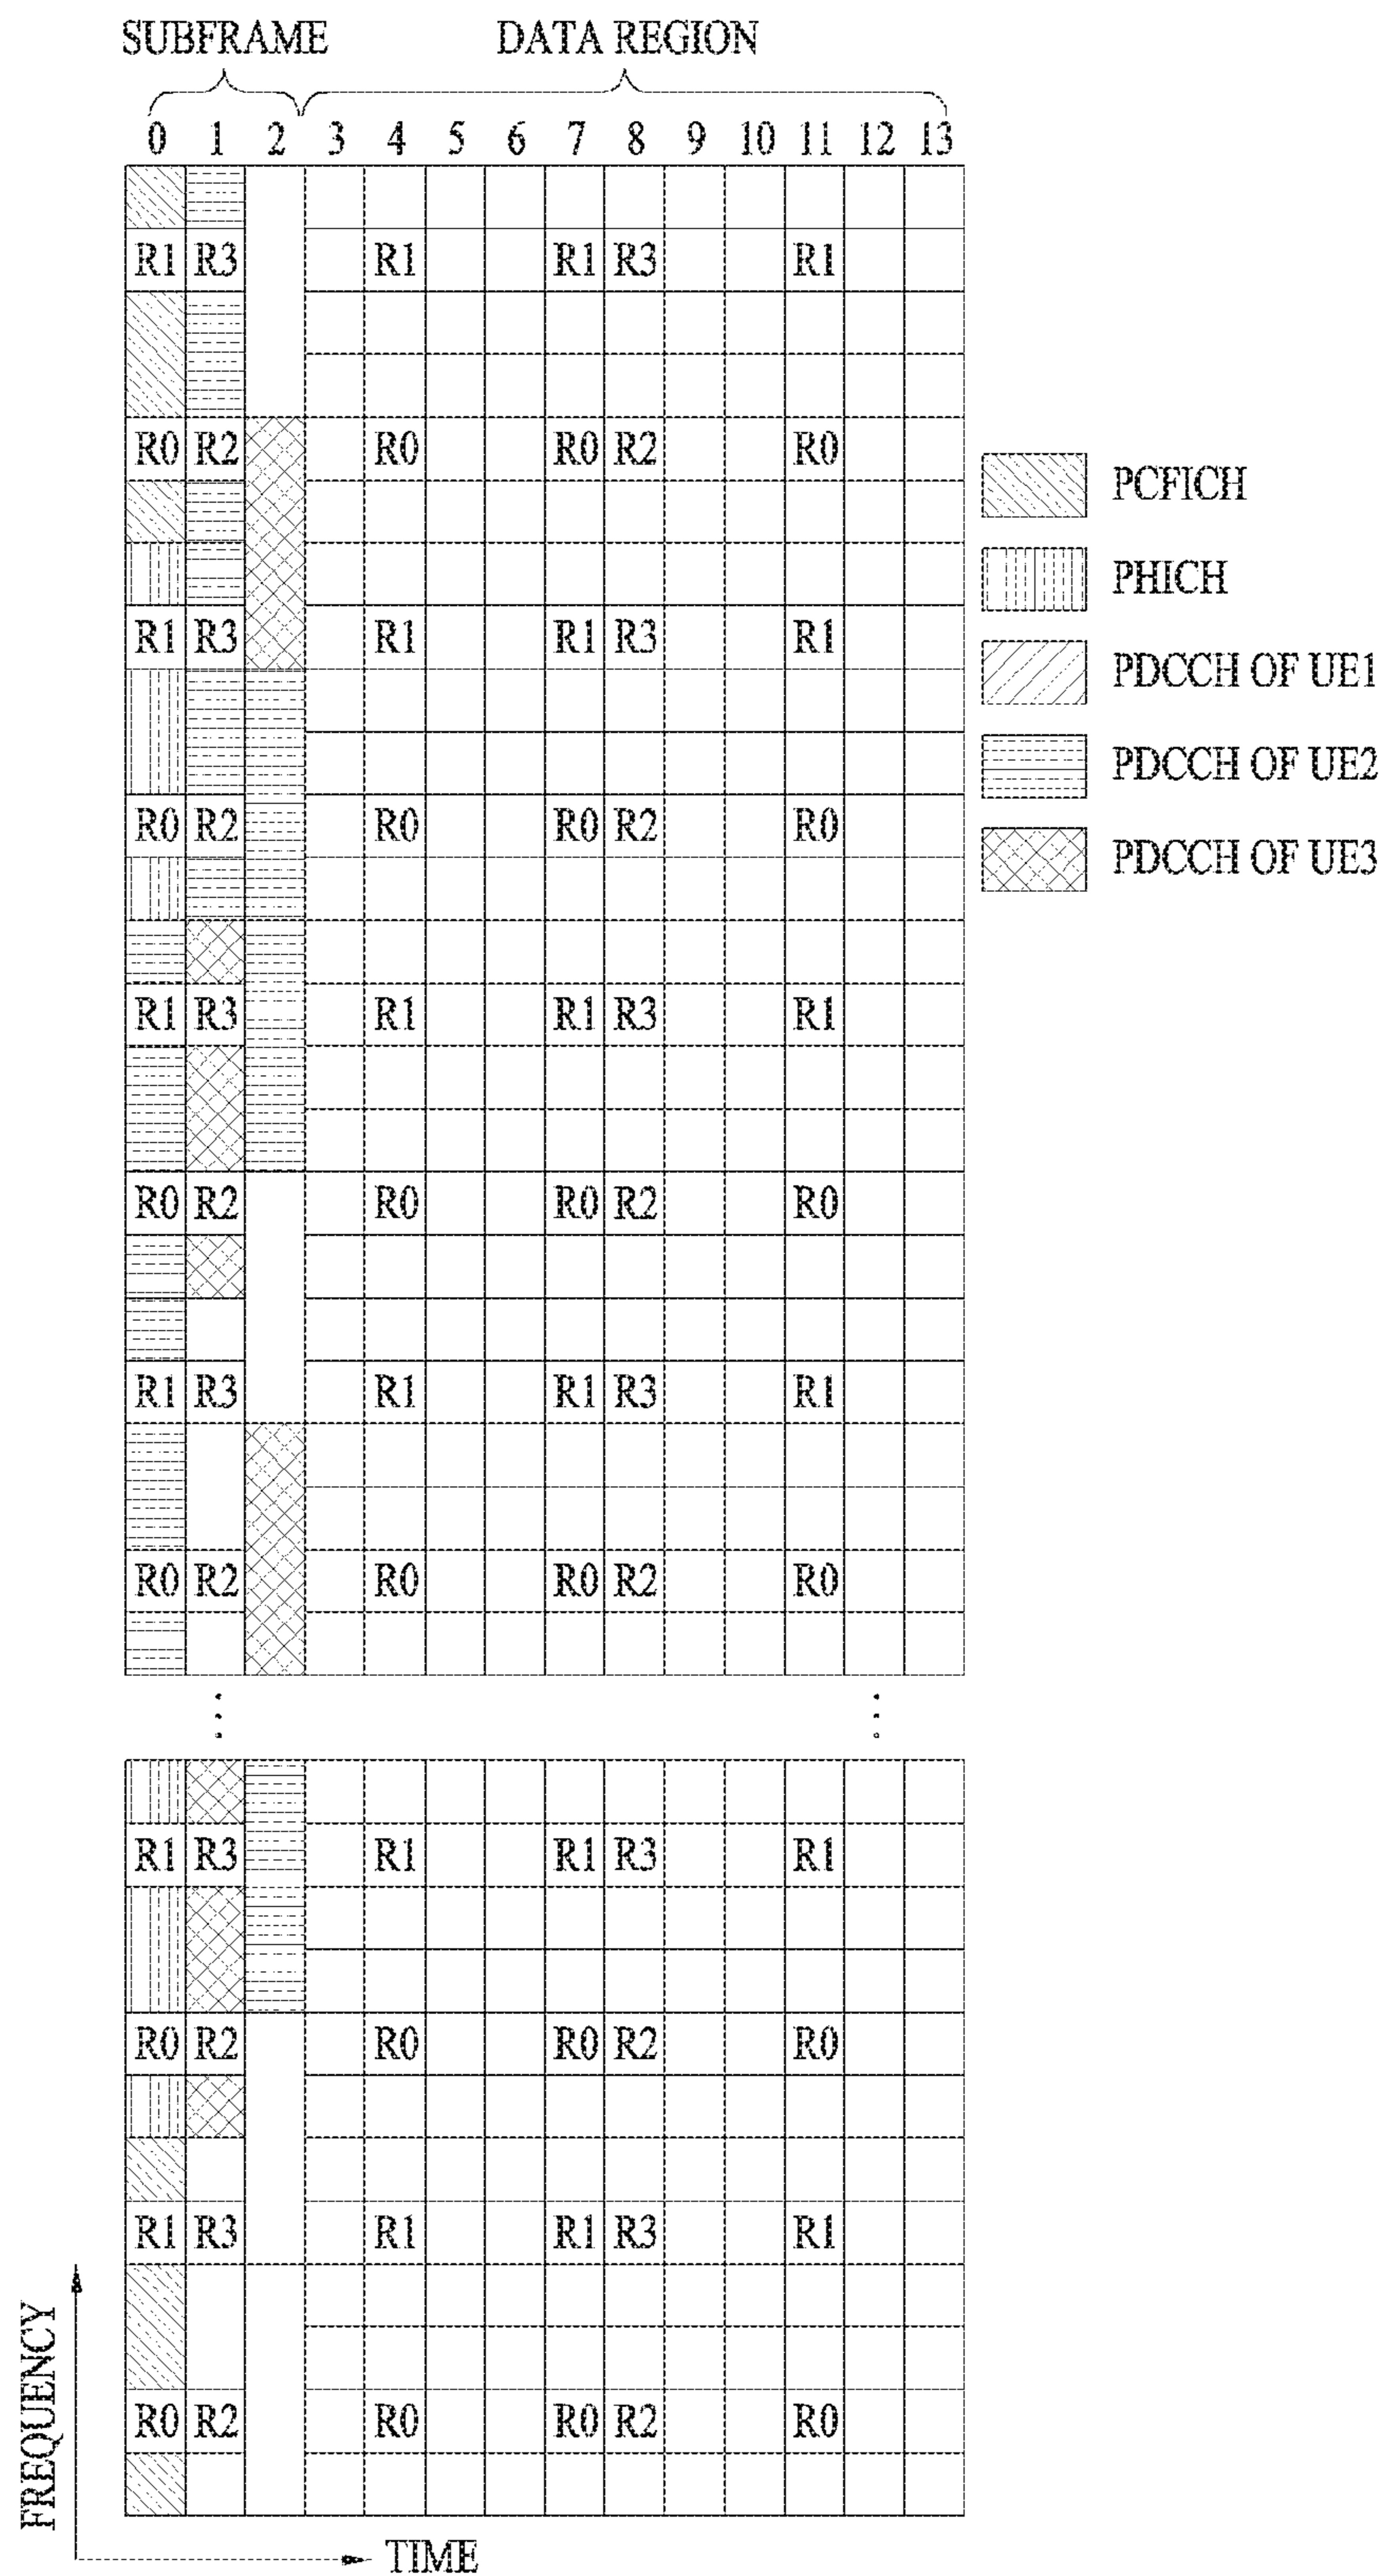 SUBFRAME DATA REGION
0 1 2 3 4 5 6 7 8 9 10 11 12 13
R1 R3 R1 R1 R3 R1
R0 R2 R0 R0 R2 R0
PCFICH
PHICH
R1 R3 R1 R1 R3 R1
PDCCH OF UE1
PDCCH OF UE2
R0 R2 R0 R0 R2 R0
PDCCH OF UE3
R1 R3 R1 R1 R3 R1
R0 R2 R0 R0 R2 R0
R1 R3 R1 R1 R3 R1
R0 R2 R0 R0 R2 R0
R1 R3 R1 R1 R3 R1
R0 R2 R0 R0 R2 R0
R1 R3 R1 R1 R3 R1
R0 R2 R0 R0 R2 R0
FREQUENCY
TIME